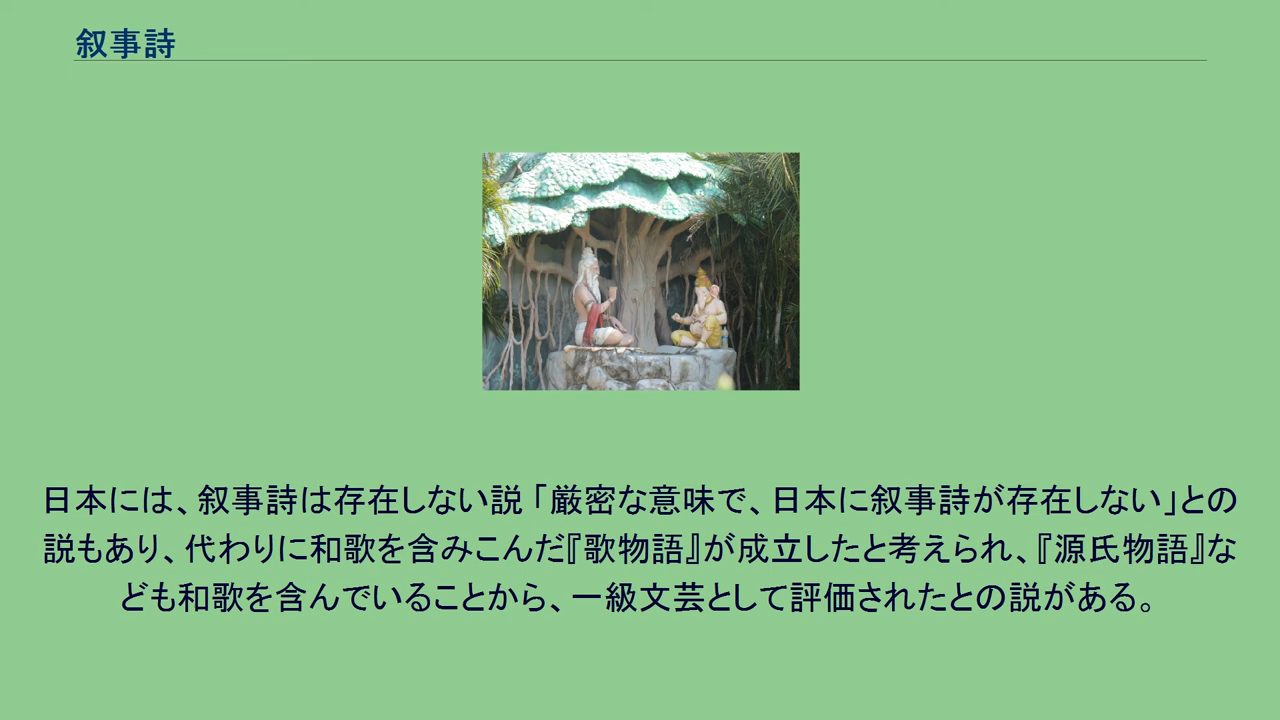 叙事詩
日本には、叙事詩は存在しない説「厳密な意味で、日本に叙事詩が存在しない」との
説もあり、代わりに和歌を含みこんだ『歌物語』が成立したと考えられ、『源氏物語』な
ども和歌を含んでいることから、一級文芸として評価されたとの説がある。